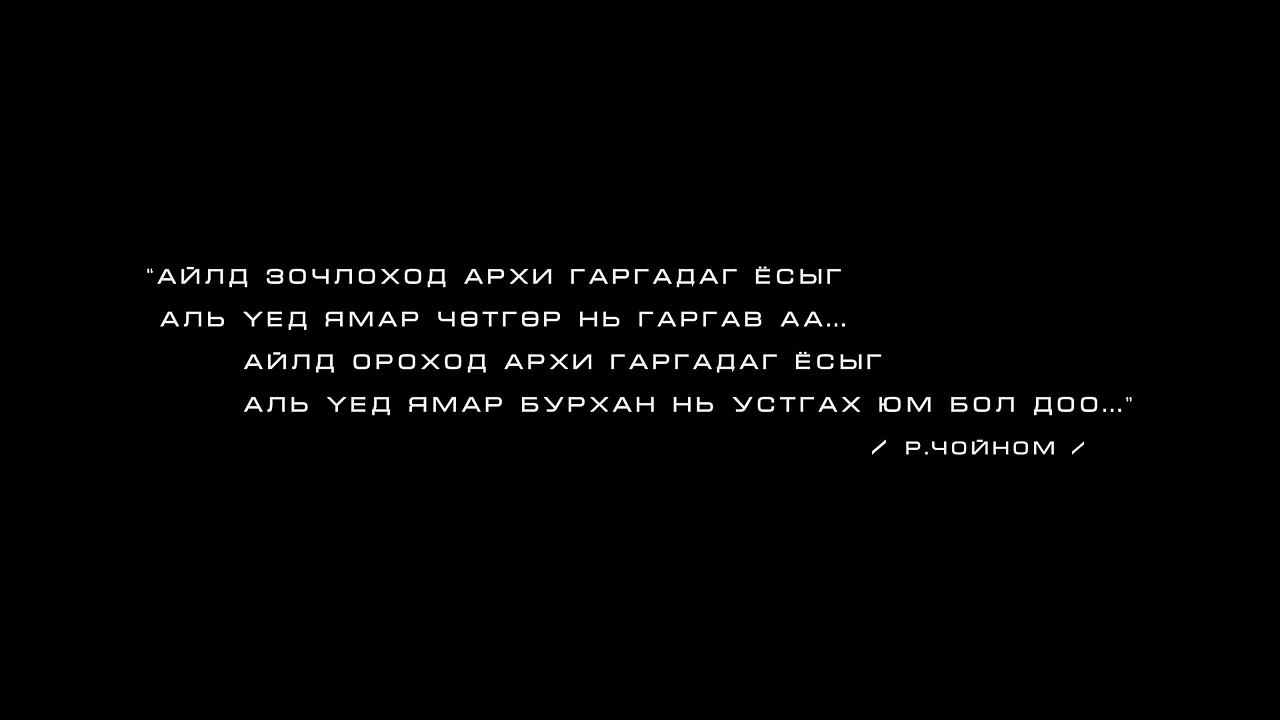 “АЙЛД ЗОЧЛОХОД АРХИ ГАРГАДАГ ЁСЫГ
АЛЬ ҮЕД ЯМАР ЧӨТГӨР НЬ ГАРГАВ АА...
АЙЛД ОРОХОД АРХИ ГАРГАДАГ ЁСЫГ
АЛЬ ҮЕД ЯМАР БУРХАН НЬ УСТГАХ ЮМ БОЛ ДОО...”
/ Р.ЧОЙНОМ /